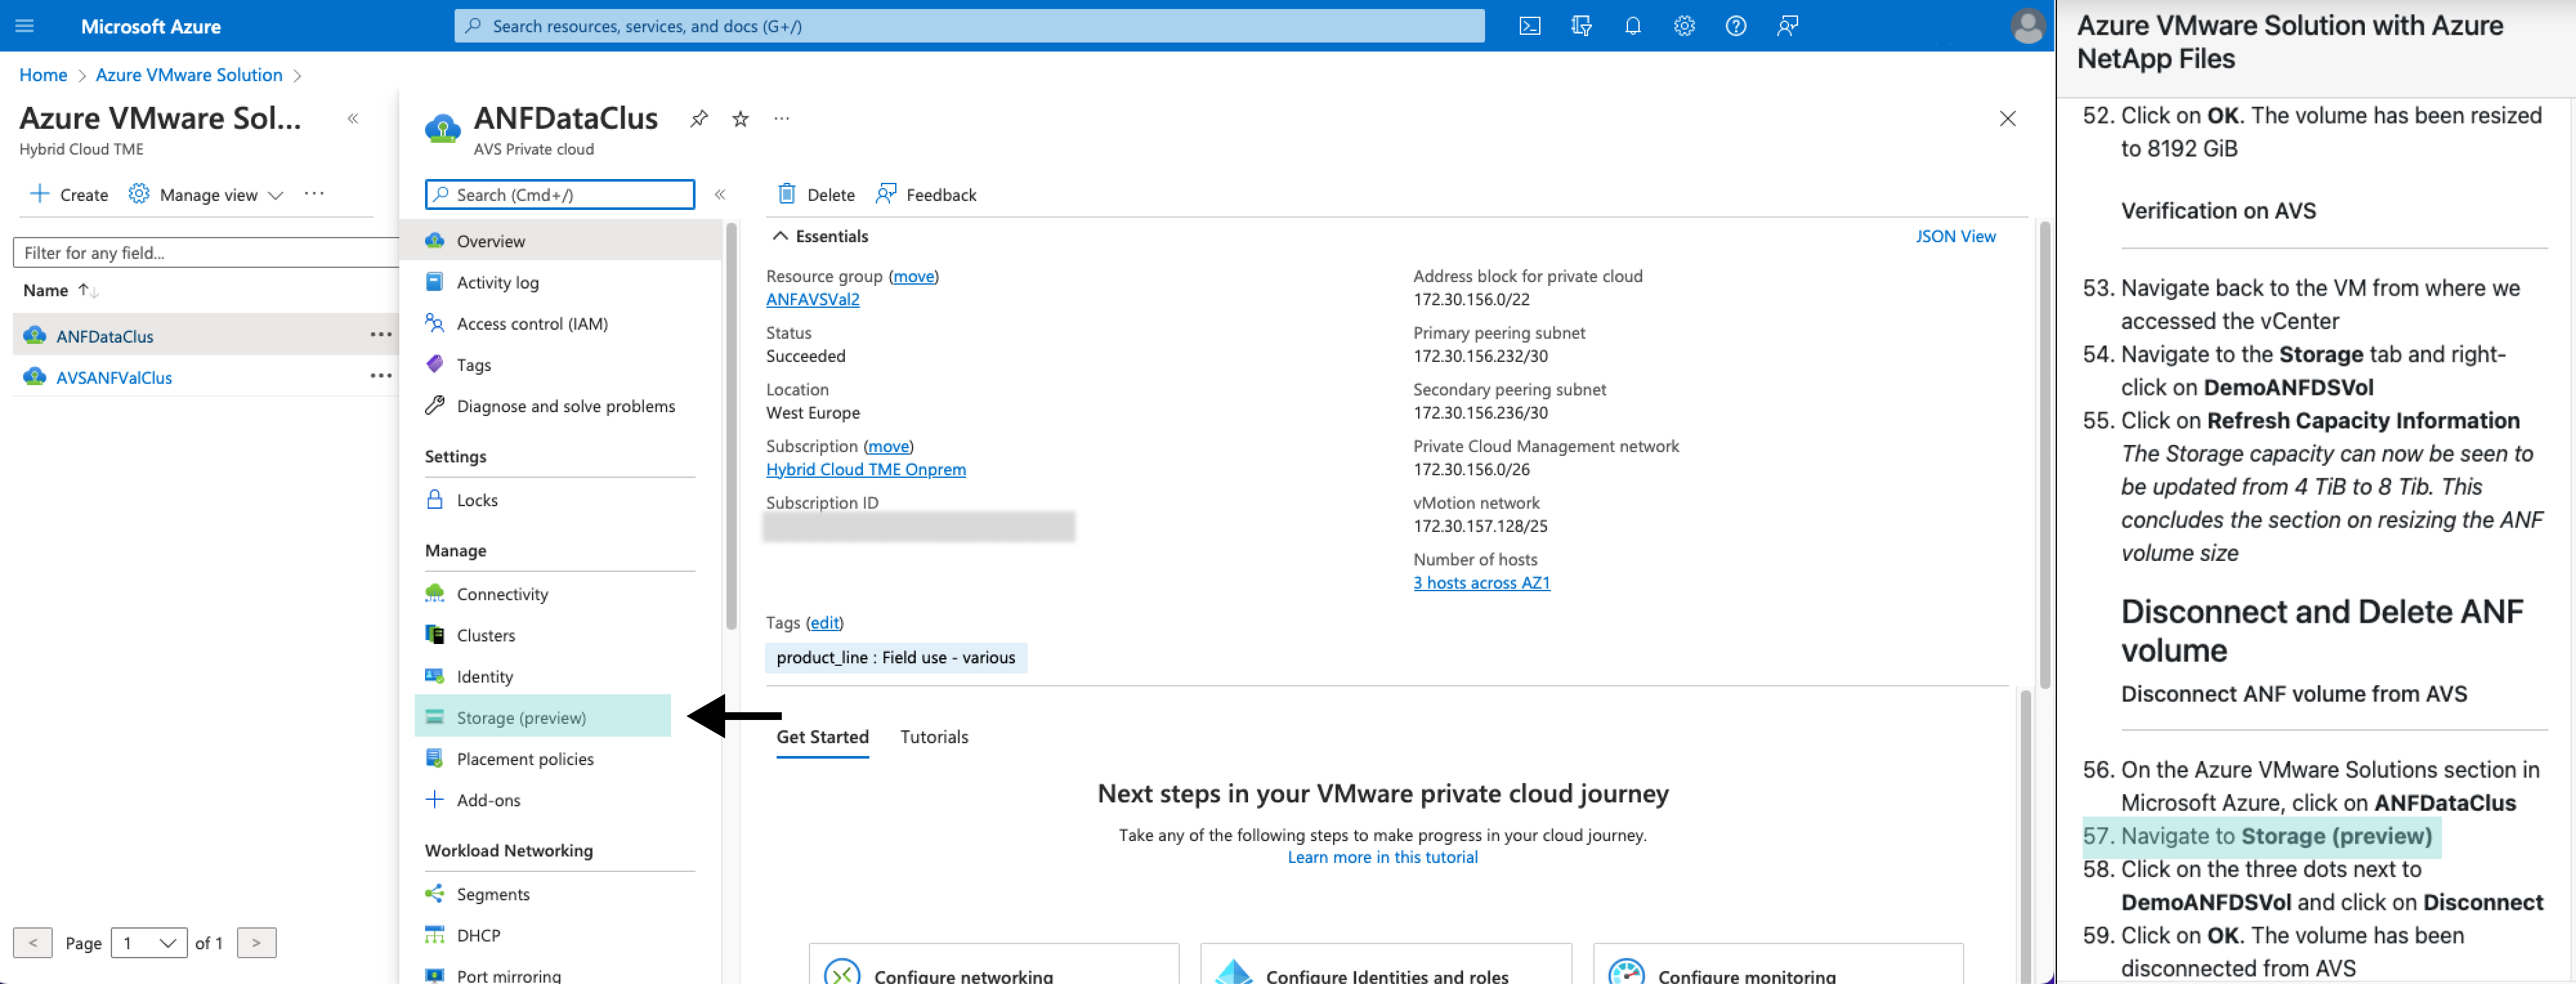 Microsoft Azure
Search resources, services, and docs (G+/)
Home > Azure VMware Solution >
Azure VMware Sol... «
Hybrid Cloud TME
+ Create Manage view ...
Filter for any field...
Name ↑↓
ANFDataClus ...
AVSANFValClus ...
< Page 1 of 1 >
ANFDataClus ...
AVS Private cloud
Search (Cmd+/) «
Overview
Activity log
Access control (IAM)
Tags
Diagnose and solve problems
Settings
Locks
Manage
Connectivity
Clusters
Identity
Storage (preview)
Placement policies
Add-ons
Workload Networking
Segments
DHCP
Port mirroring
Delete Feedback
Essentials
JSON View
Resource group (move)
ANFAVSVal2
Status
Succeeded
Location
West Europe
Subscription (move)
Hybrid Cloud TME Onprem
Subscription ID
Address block for private cloud
172.30.156.0/22
Primary peering subnet
172.30.156.232/30
Secondary peering subnet
172.30.156.236/30
Private Cloud Management network
172.30.156.0/26
vMotion network
172.30.157.128/25
Number of hosts
3 hosts across AZ1
Tags (edit)
product_line : Field use - various
Get Started Tutorials
Next steps in your VMware private cloud journey
Take any of the following steps to make progress in your cloud journey.
Learn more in this tutorial
Configure networking
Configure Identities and roles
Configure monitoring
Azure VMware Solution with Azure
NetApp Files
52. Click on OK. The volume has been resized
to 8192 GiB
Verification on AVS
53. Navigate back to the VM from where we
accessed the vCenter
54. Navigate to the Storage tab and right-
click on DemoANFDSVol
55. Click on Refresh Capacity Information
The Storage capacity can now be seen to
be updated from 4 TiB to 8 Tib. This
concludes the section on resizing the ANF
volume size
Disconnect and Delete ANF
volume
Disconnect ANF volume from AVS
56. On the Azure VMware Solutions section in
Microsoft Azure, click on ANFDataClus
57. Navigate to Storage (preview)
58. Click on the three dots next to
DemoANFDSVol and click on Disconnect
59. Click on OK. The volume has been
disconnected from AVS